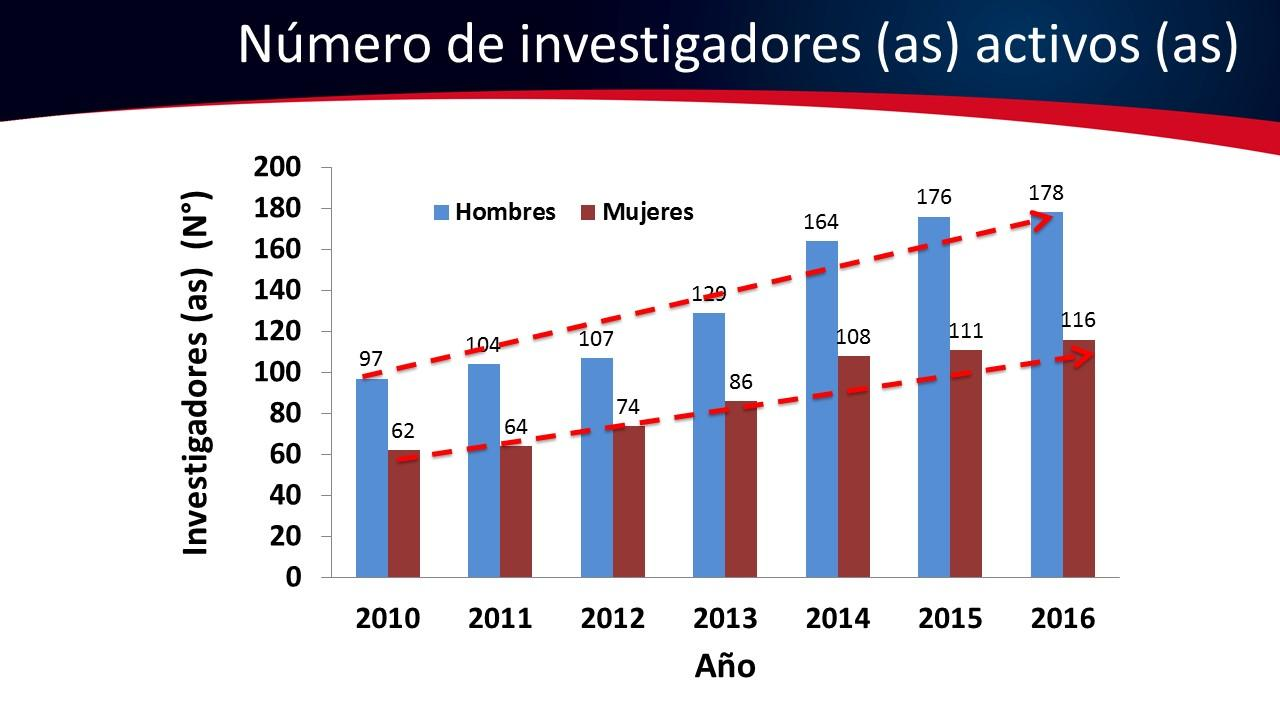 Número de investigadores (as) activos (as)
Investigadores (as) (N°)
200
180
160
140
120
100
80
60
40
20
0
Hombres Mujeres
97 104 107 129 164 176 178
62 64 74 86 108 111 116
2010 2011 2012 2013 2014 2015 2016
Año